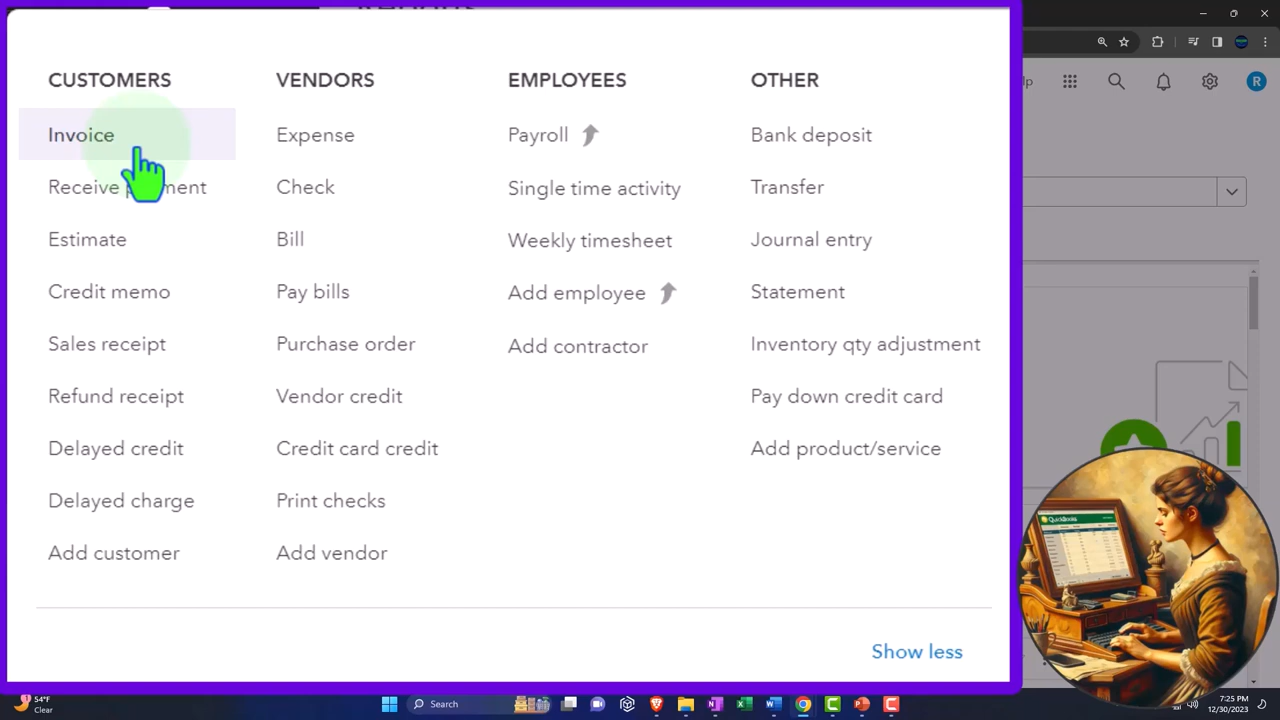 CUSTOMERS
Invoice
Receive payment
Estimate
Credit memo
Sales receipt
Refund receipt
Delayed credit
Delayed charge
Add customer
VENDORS
Expense
Check
Bill
Pay bills
Purchase order
Vendor credit
Credit card credit
Print checks
Add vendor
EMPLOYEES
Payroll
Single time activity
Weekly timesheet
Add employee
Add contractor
OTHER
Bank deposit
Transfer
Journal entry
Statement
Inventory qty adjustment
Pay down credit card
Add product/service
Show less
lp
R
QuickBooks
54°F
Clear
Search
7:25 PM
12/30/2023